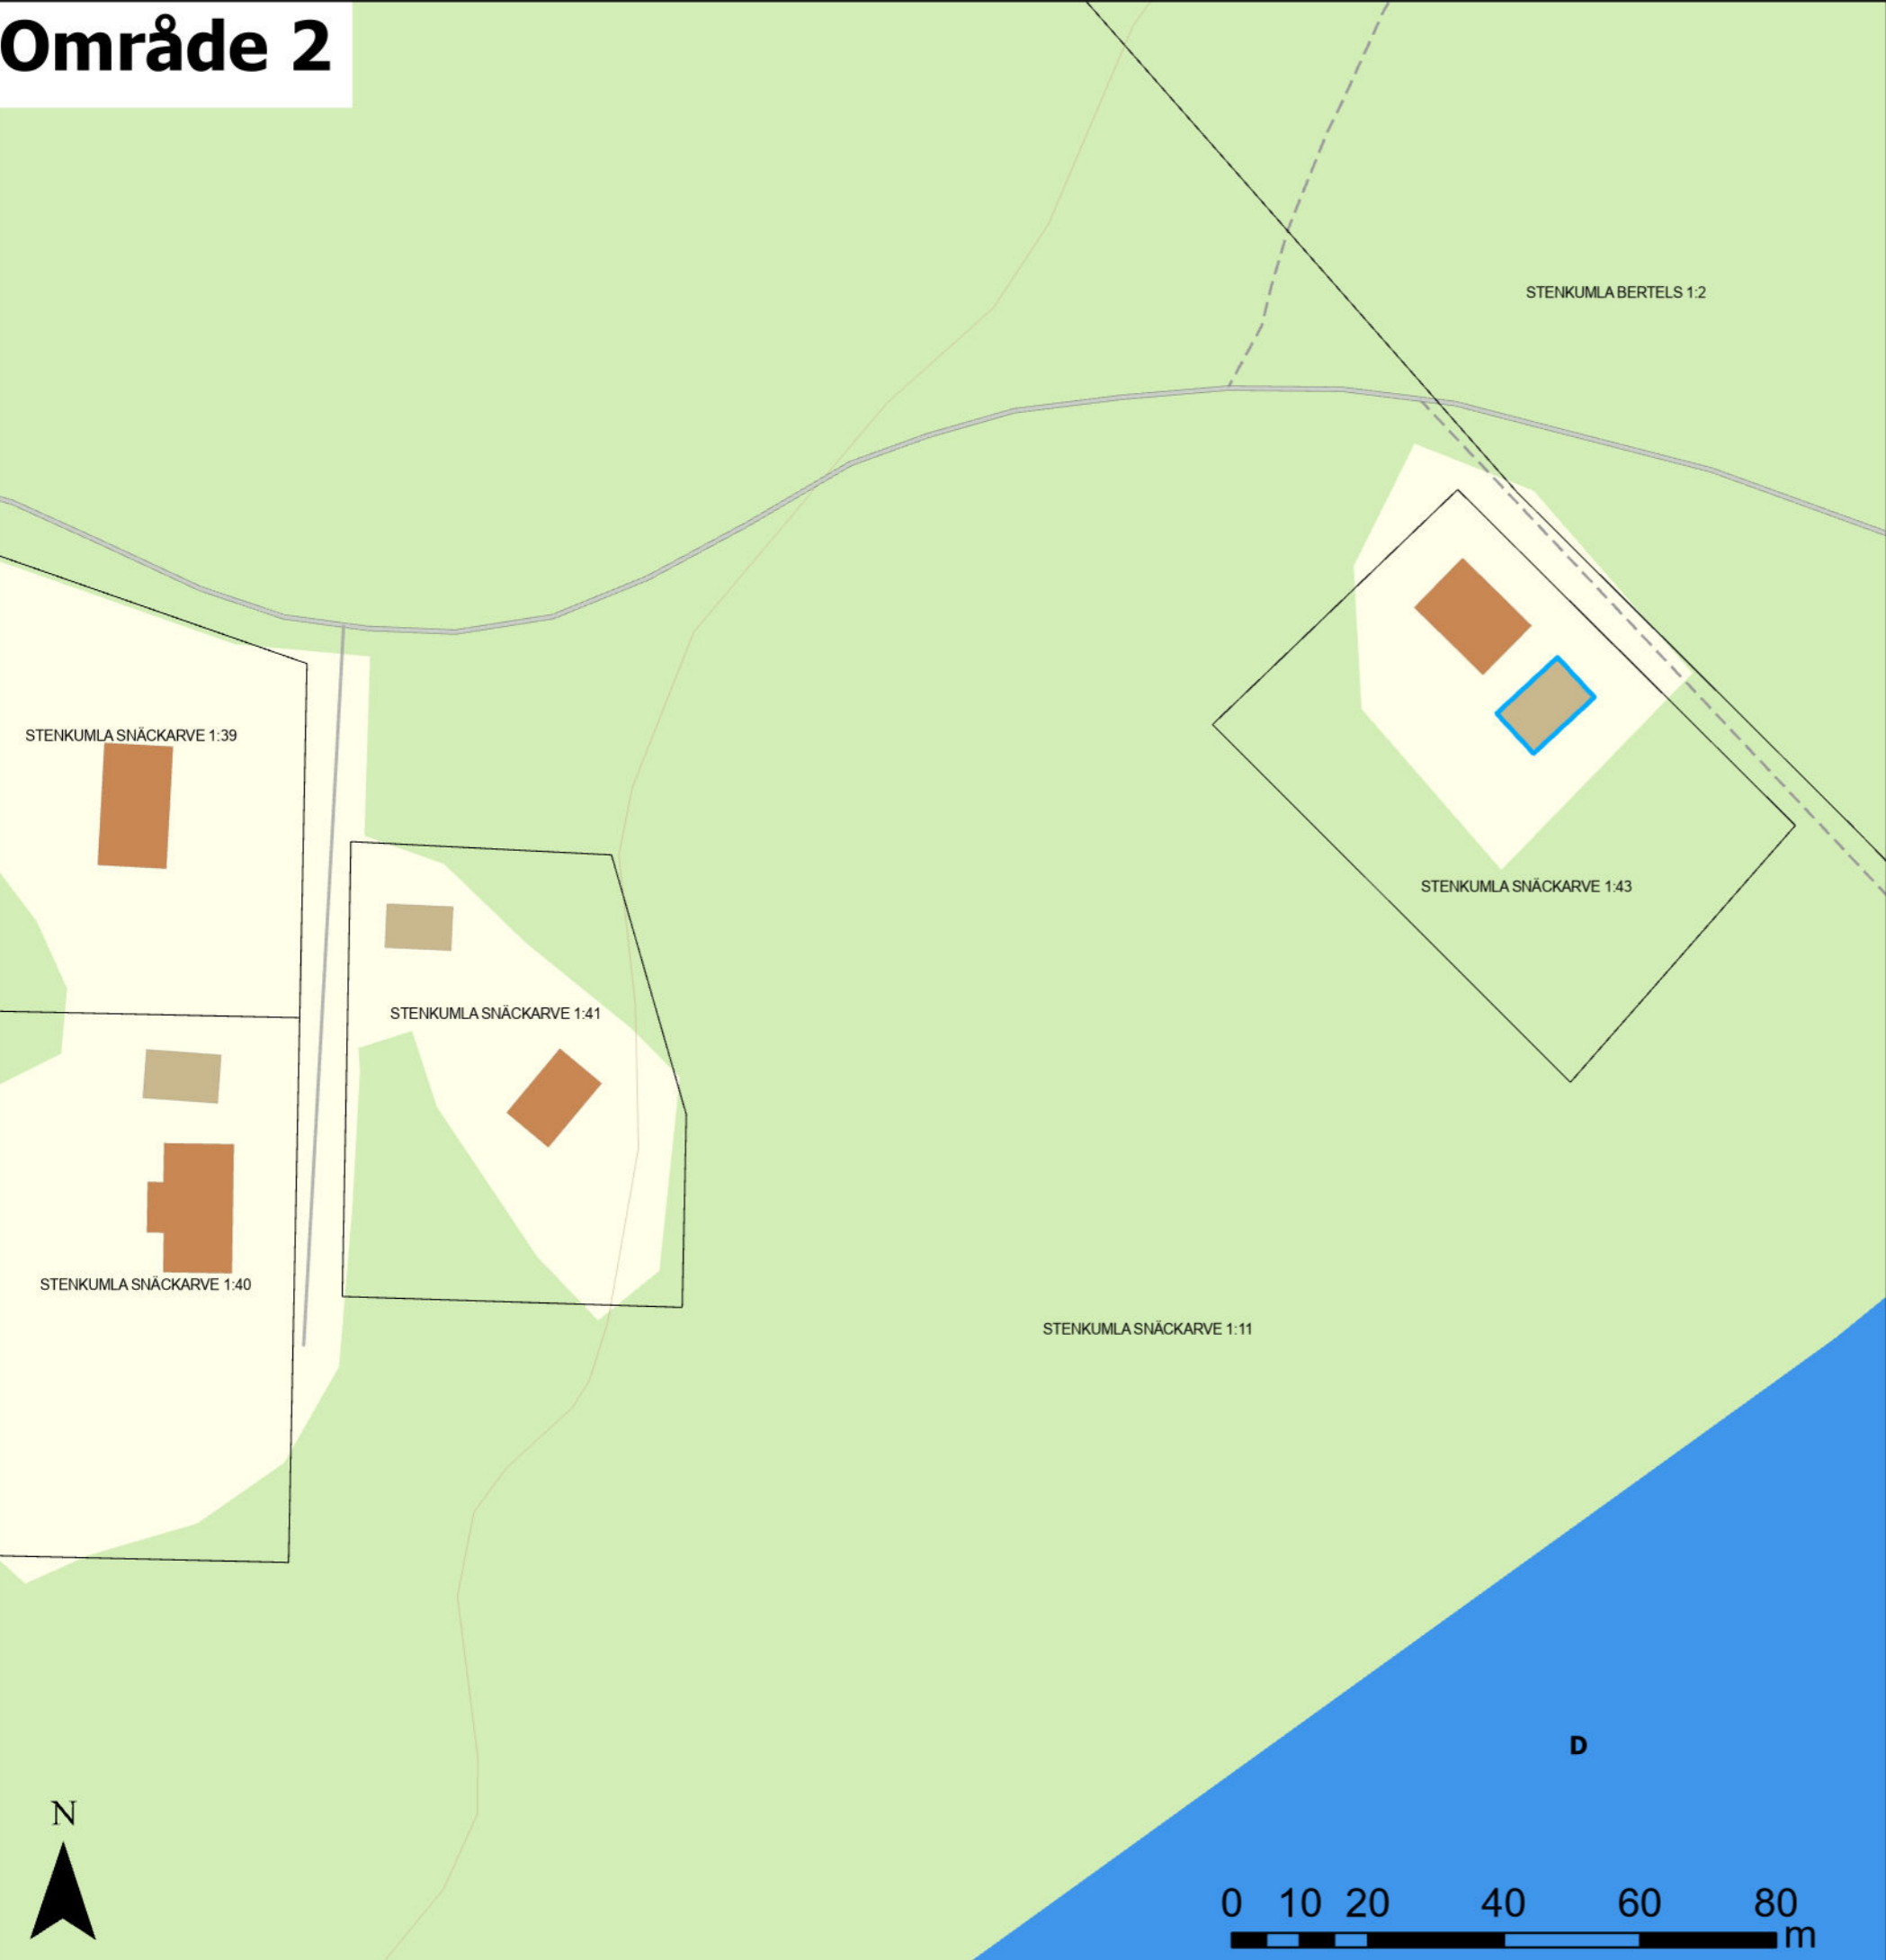 Område 2
STENKUMLA BERTELS 1:2
STENKUMLA SNÄCKARVE 1:39
STENKUMLA SNÄCKARVE 1:43
STENKUMLA SNÄCKARVE 1:41
STENKUMLA SNÄCKARVE 1:40
STENKUMLA SNÄCKARVE 1:11
D
N
0 10 20 40 60 80
m